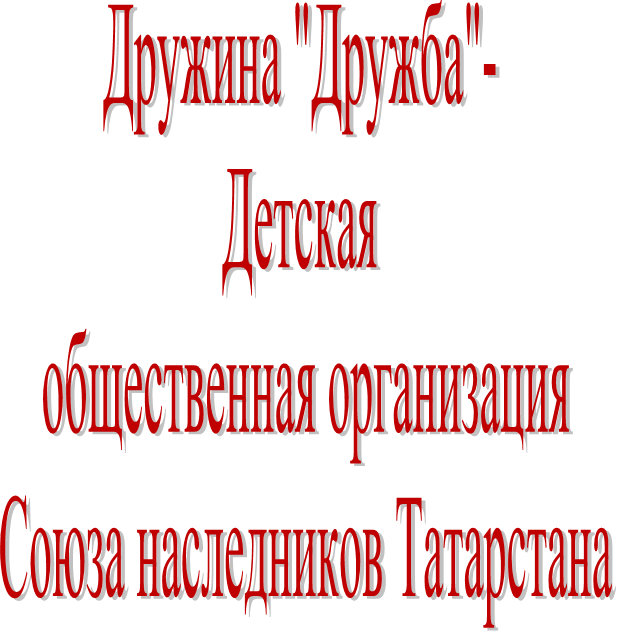 Дружина "Дружба"-
Детская
общественная организация
Союза наследников Татарстана